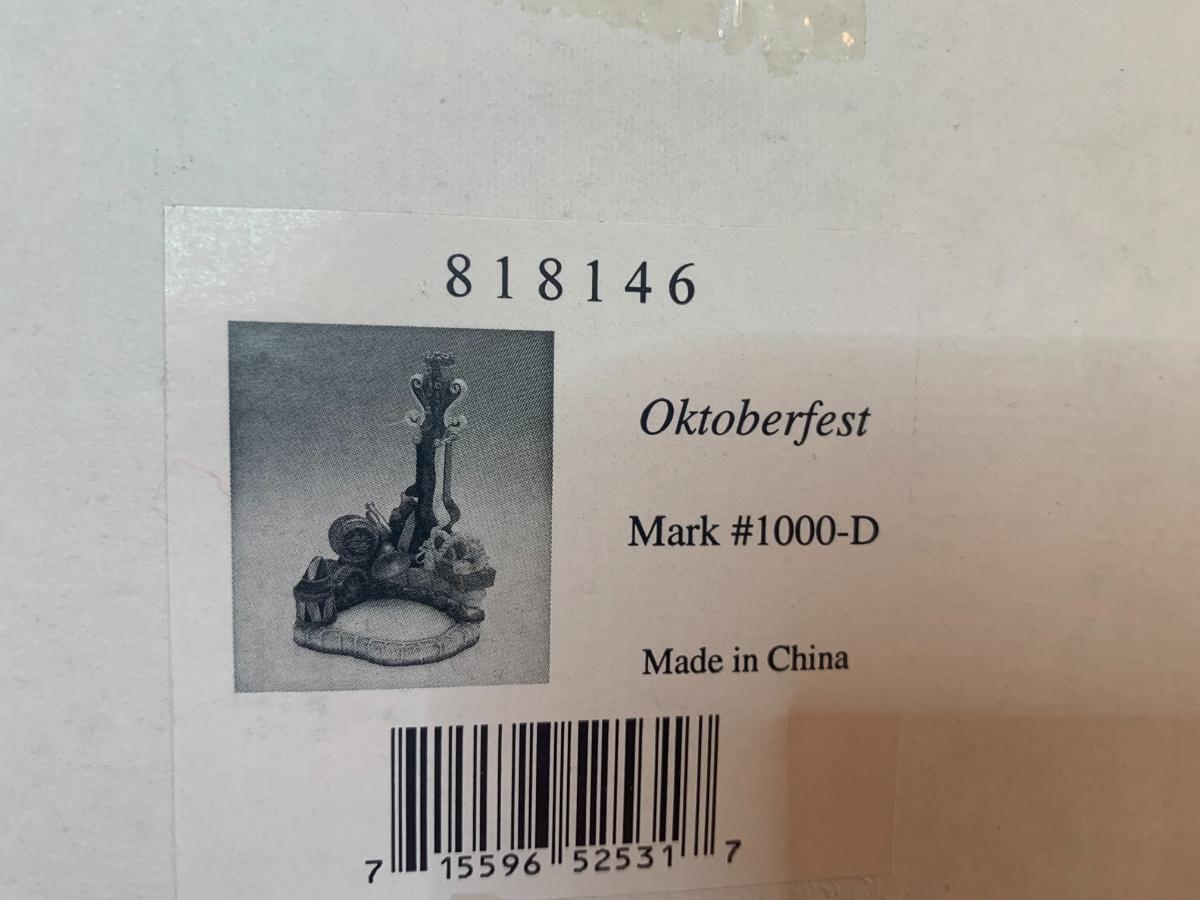 818146
Oktoberfest
Mark #1000-D
Made in China
7 15596 52531 7